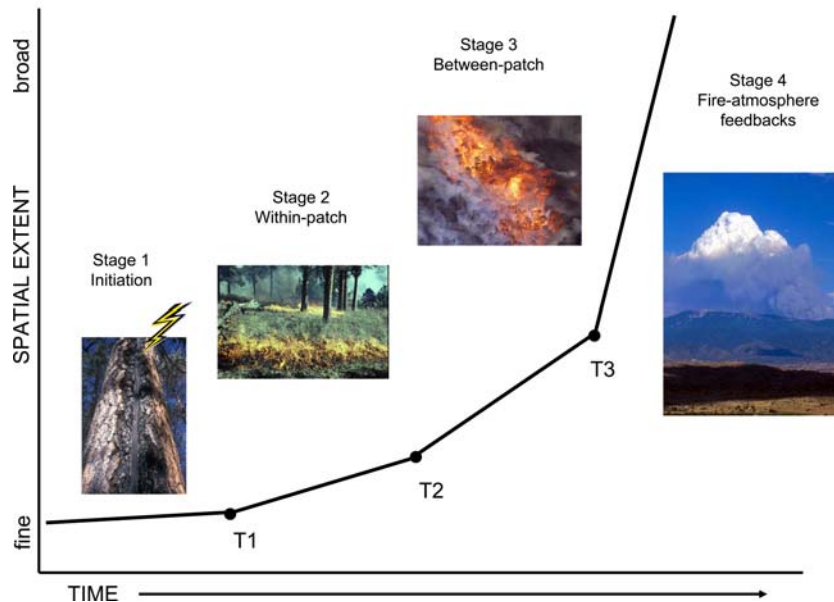 broad
SPATIAL EXTENT
fine
Stage 1
Initiation
Stage 2
Within-patch
Stage 3
Between-patch
Stage 4
Fire-atmosphere
feedbacks
T1
T2
T3
TIME